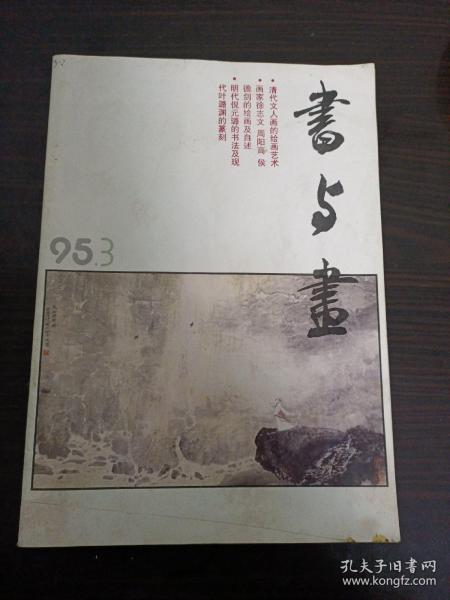 書与畫
• 清代文人画的绘画艺术
• 画家徐志文 周阳高 侯
德剑的绘画及自述
• 明代倪元璐的书法及现
代叶潞渊的篆刻
95.3
孔夫子旧书网
www.kongfz.com